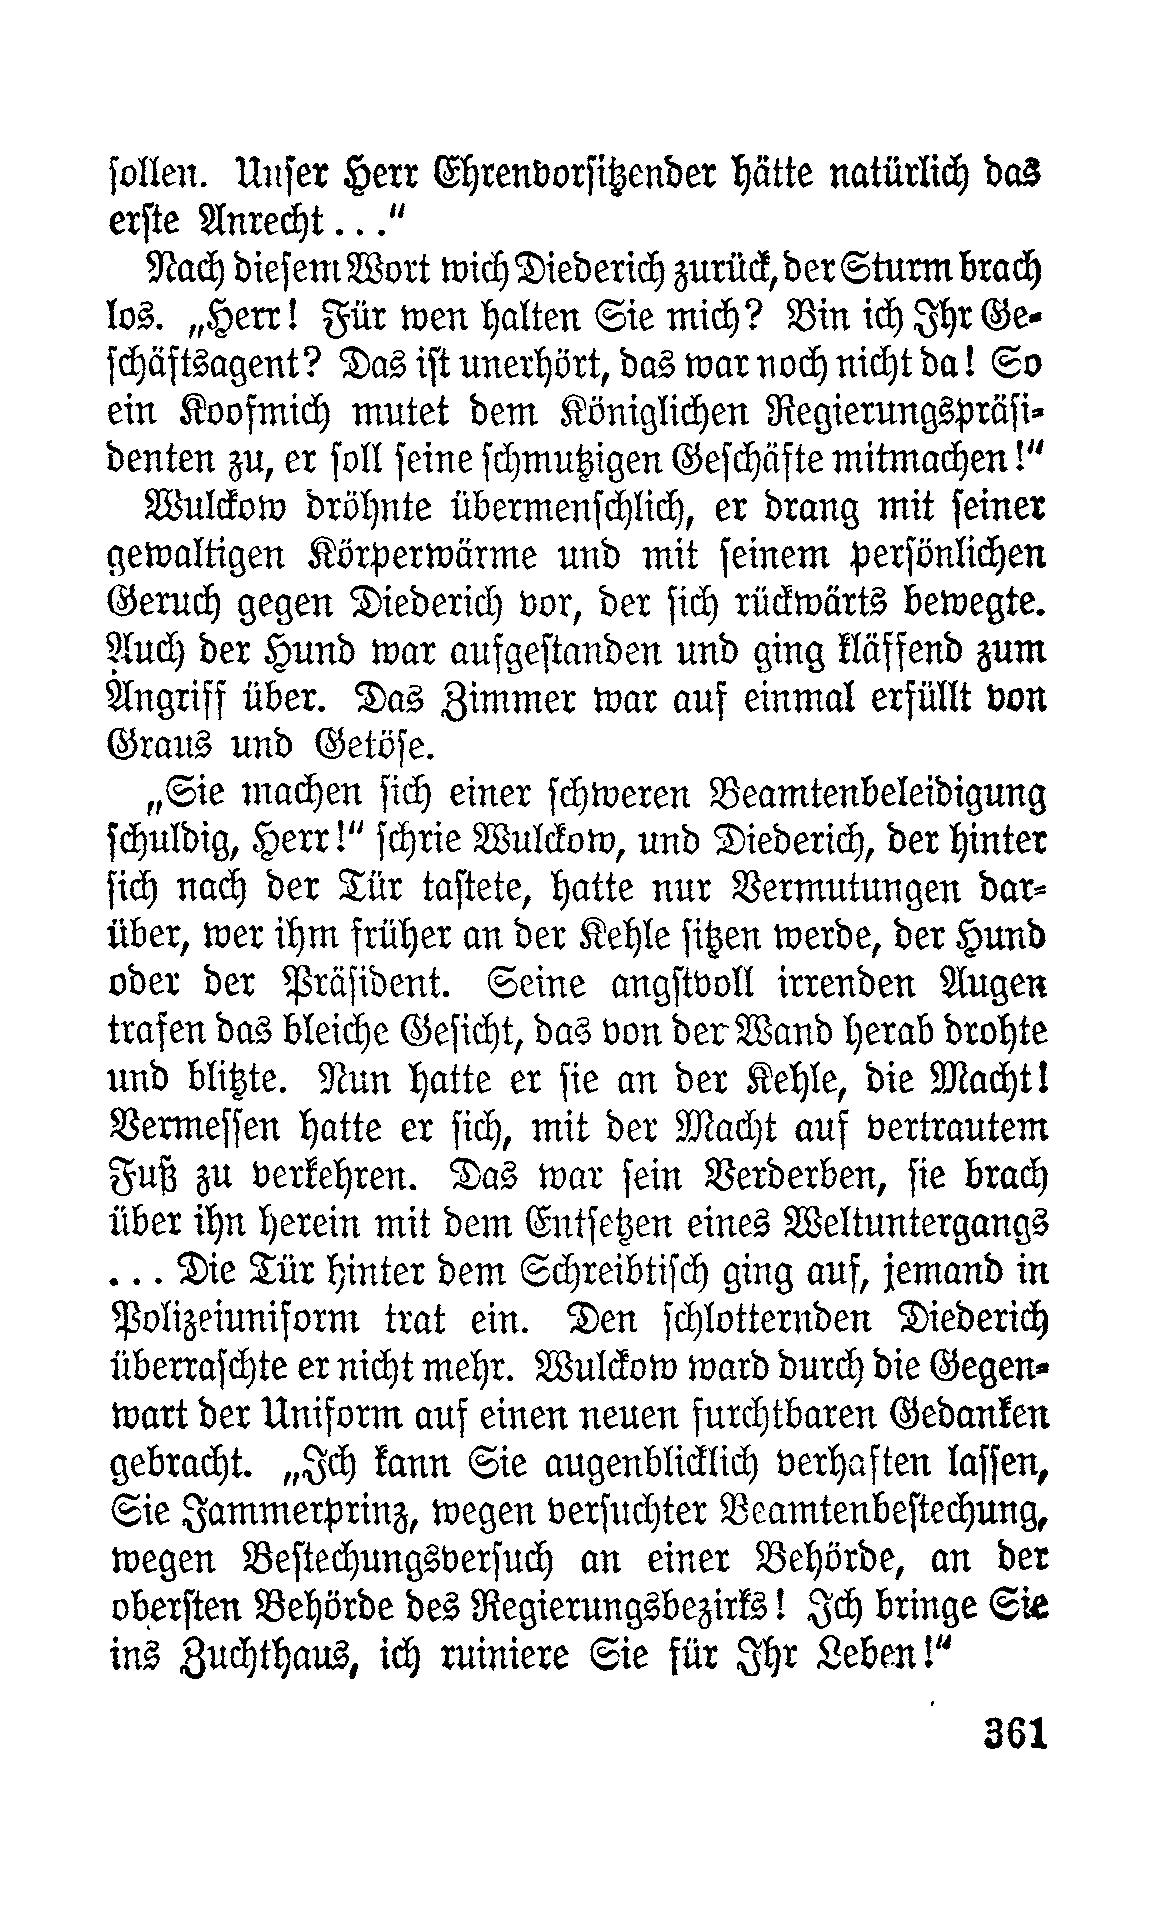 sollen. Unser Herr Ehrenvorsitzender hätte natürlich das
erste Anrecht . . .“
Nach diesem Wort wich Diederich zurück, der Sturm brach
los. „Herr! Für wen halten Sie mich? Bin ich Ihr Ge-
schäftsagent? Das ist unerhört, das war noch nicht da! So
ein Koofmich mutet dem Königlichen Regierungspräsi-
denten zu, er soll seine schmutzigen Geschäfte mitmachen!“
Wulckow dröhnte übermenschlich, er drang mit seiner
gewaltigen Körperwärme und mit seinem persönlichen
Geruch gegen Diederich vor, der sich rückwärts bewegte.
Auch der Hund war aufgestanden und ging kläffend zum
Angriff über. Das Zimmer war auf einmal erfüllt von
Graus und Getöse.
„Sie machen sich einer schweren Beamtenbeleidigung
schuldig, Herr!“ schrie Wulckow, und Diederich, der hinter
sich nach der Tür tastete, hatte nur Vermutungen dar-
über, wer ihm früher an der Kehle sitzen werde, der Hund
oder der Präsident. Seine angstvoll irrenden Augen
trafen das bleiche Gesicht, das von der Wand herab drohte
und blitzte. Nun hatte er sie an der Kehle, die Macht!
Vermessen hatte er sich, mit der Macht auf vertrautem
Fuß zu verkehren. Das war sein Verderben, sie brach
über ihn herein mit dem Entsetzen eines Weltuntergangs
. . . Die Tür hinter dem Schreibtisch ging auf, jemand in
Polizeiuniform trat ein. Den schlotternden Diederich
überraschte er nicht mehr. Wulckow ward durch die Gegen-
wart der Uniform auf einen neuen furchtbaren Gedanken
gebracht. „Ich kann Sie augenblicklich verhaften lassen,
Sie Jammerprinz, wegen versuchter Beamtenbestechung,
wegen Bestechungsversuch an einer Behörde, an der
obersten Behörde des Regierungsbezirks! Ich bringe Sie
ins Zuchthaus, ich ruiniere Sie für Ihr Leben!“
361